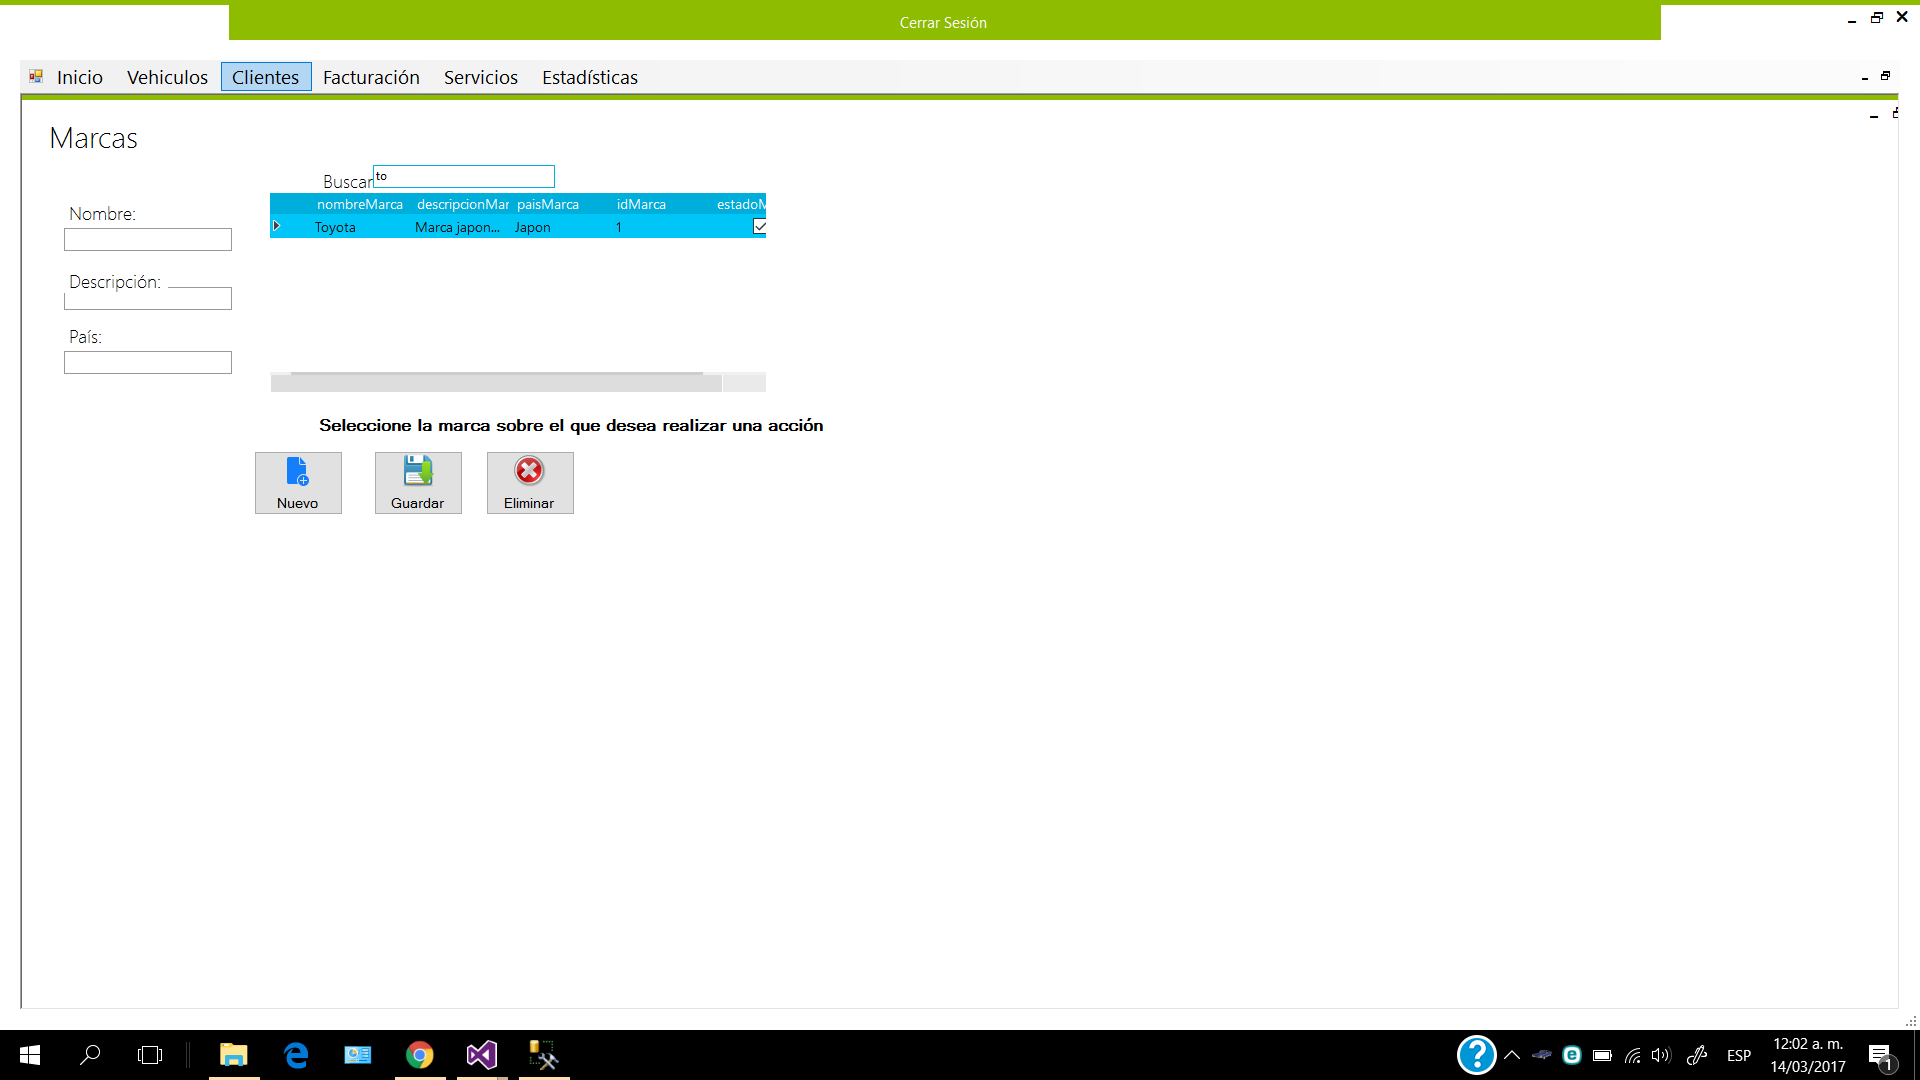 Cerrar Sesión
Inicio Vehiculos Clientes Facturación Servicios Estadísticas
Marcas
Buscar to
nombreMarca descripcionMar paisMarca idMarca estadoM
Toyota Marca japon... Japon 1
Nombre:
Descripción:
País:
Seleccione la marca sobre el que desea realizar una acción
Nuevo Guardar Eliminar
ESP
12:02 a. m.
14/03/2017
1